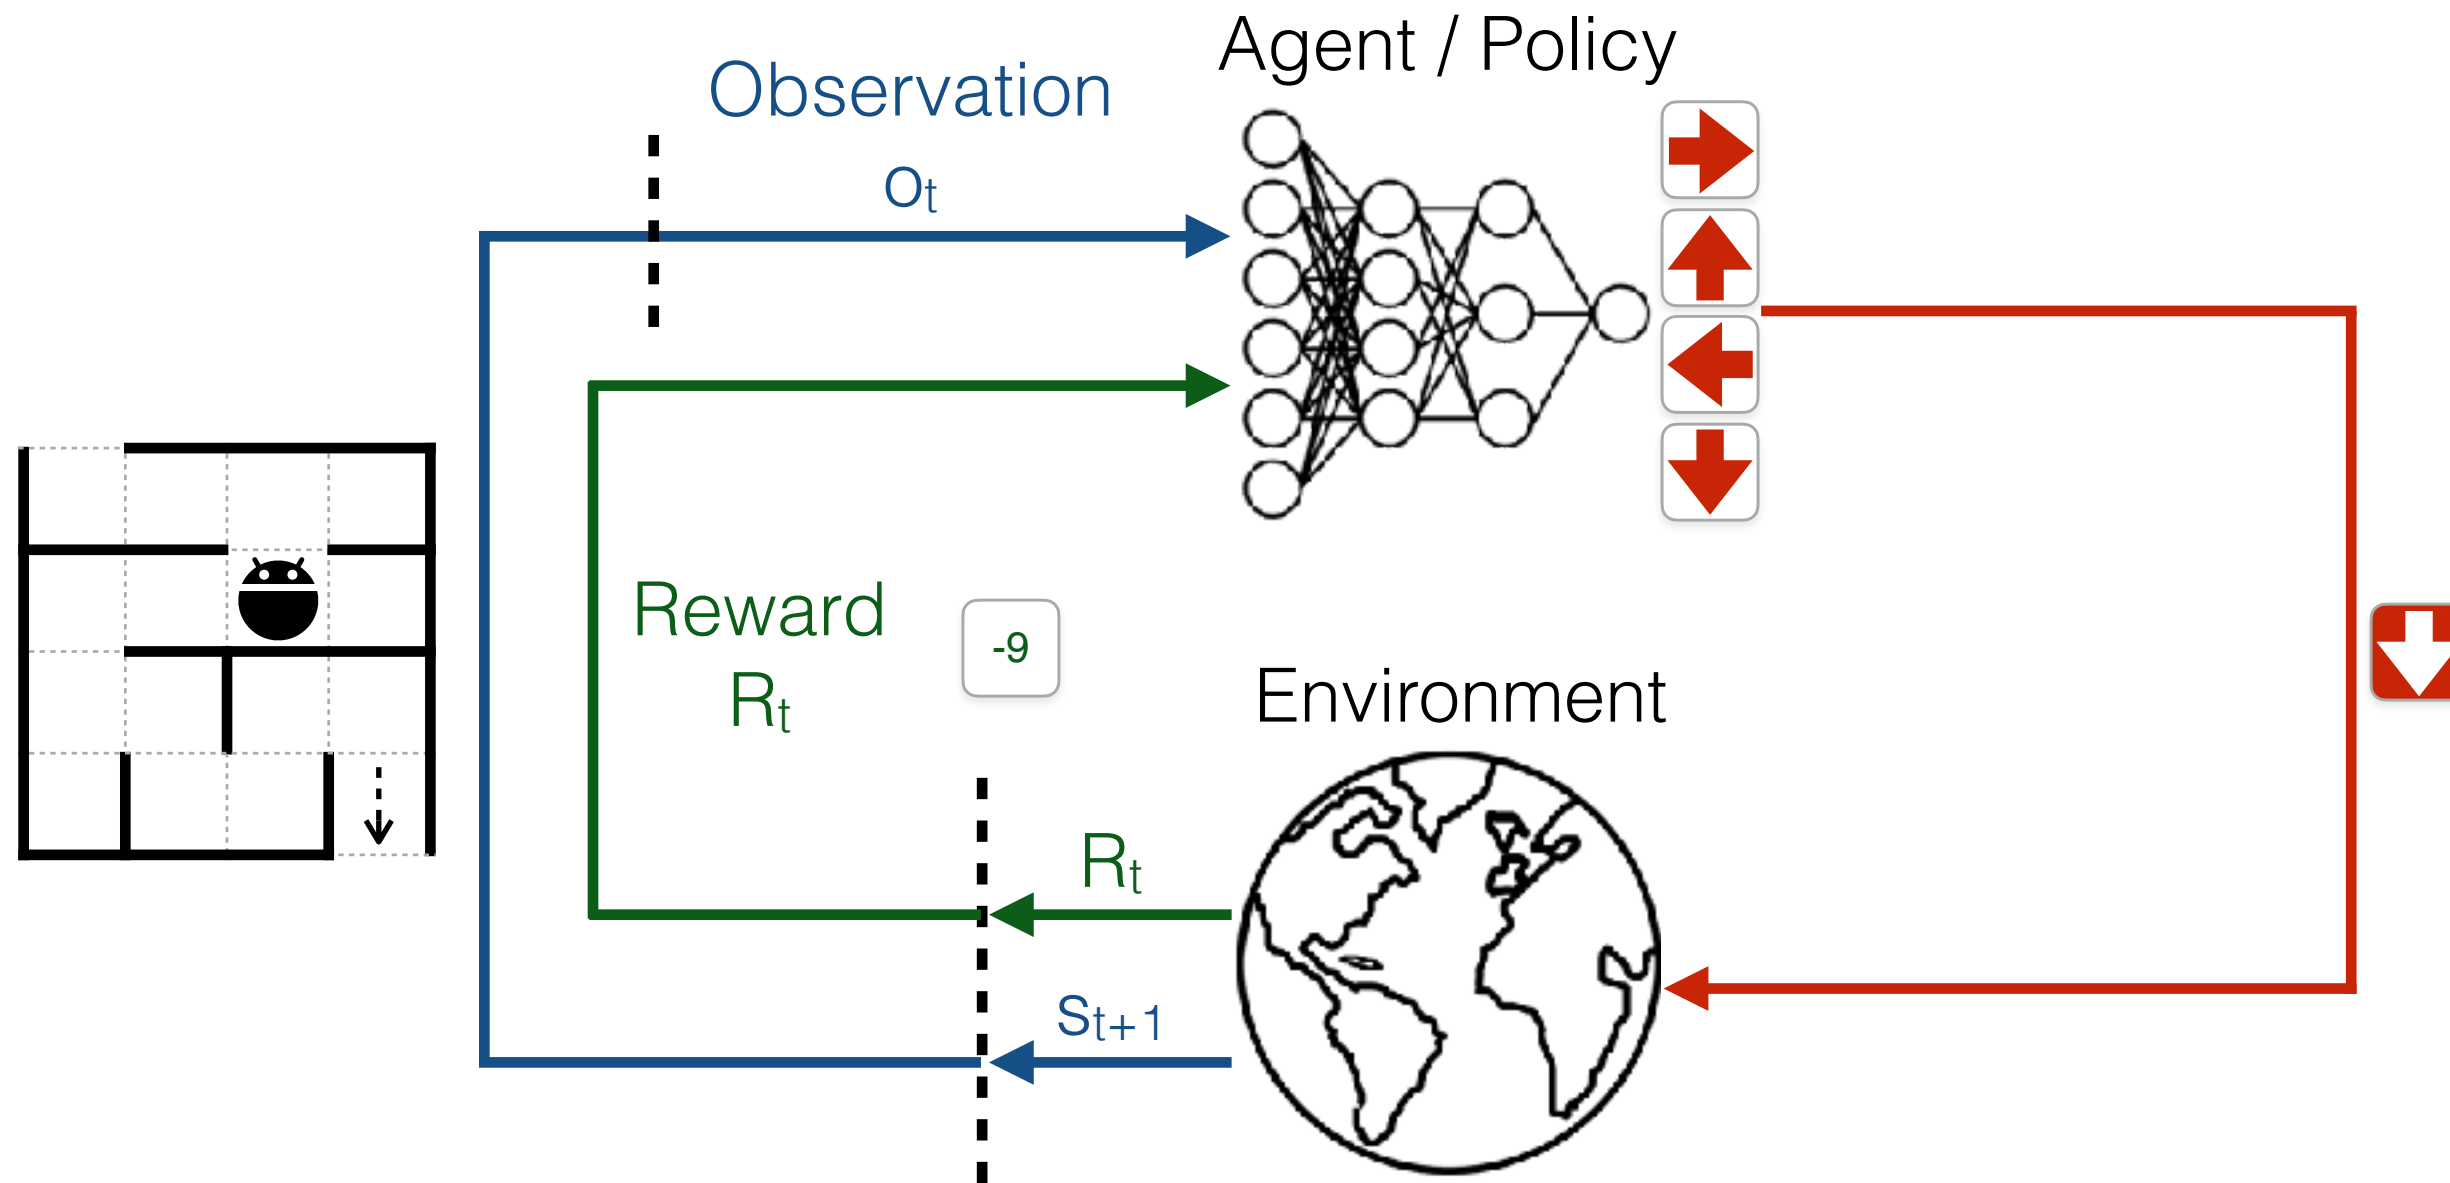 Agent / Policy
Observation
ot
Reward
Rt
-9
Environment
Rt
st+1